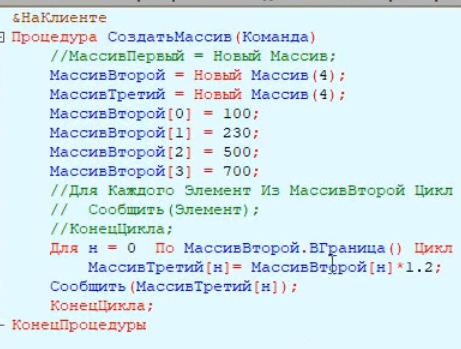 &НаКлиенте
Процедура СоздатьМассив(Команда)
//МассивПервый = Новый Массив;
МассивВторой = Новый Массив(4);
МассивТретий = Новый Массив(4);
МассивВторой[0] = 100;
МассивВторой[1] = 230;
МассивВторой[2] = 500;
МассивВторой[3] = 700;
//Для Каждого Элемент Из МассивВторой Цикл
// Сообщить(Элемент);
//КонецЦикла;
Для н = 0 По МассивВторой.ВГраница() Цикл
МассивТретий[н]= МассивВторой[н]*1.2;
Сообщить(МассивТретий[н]);
КонецЦикла;
КонецПроцедуры